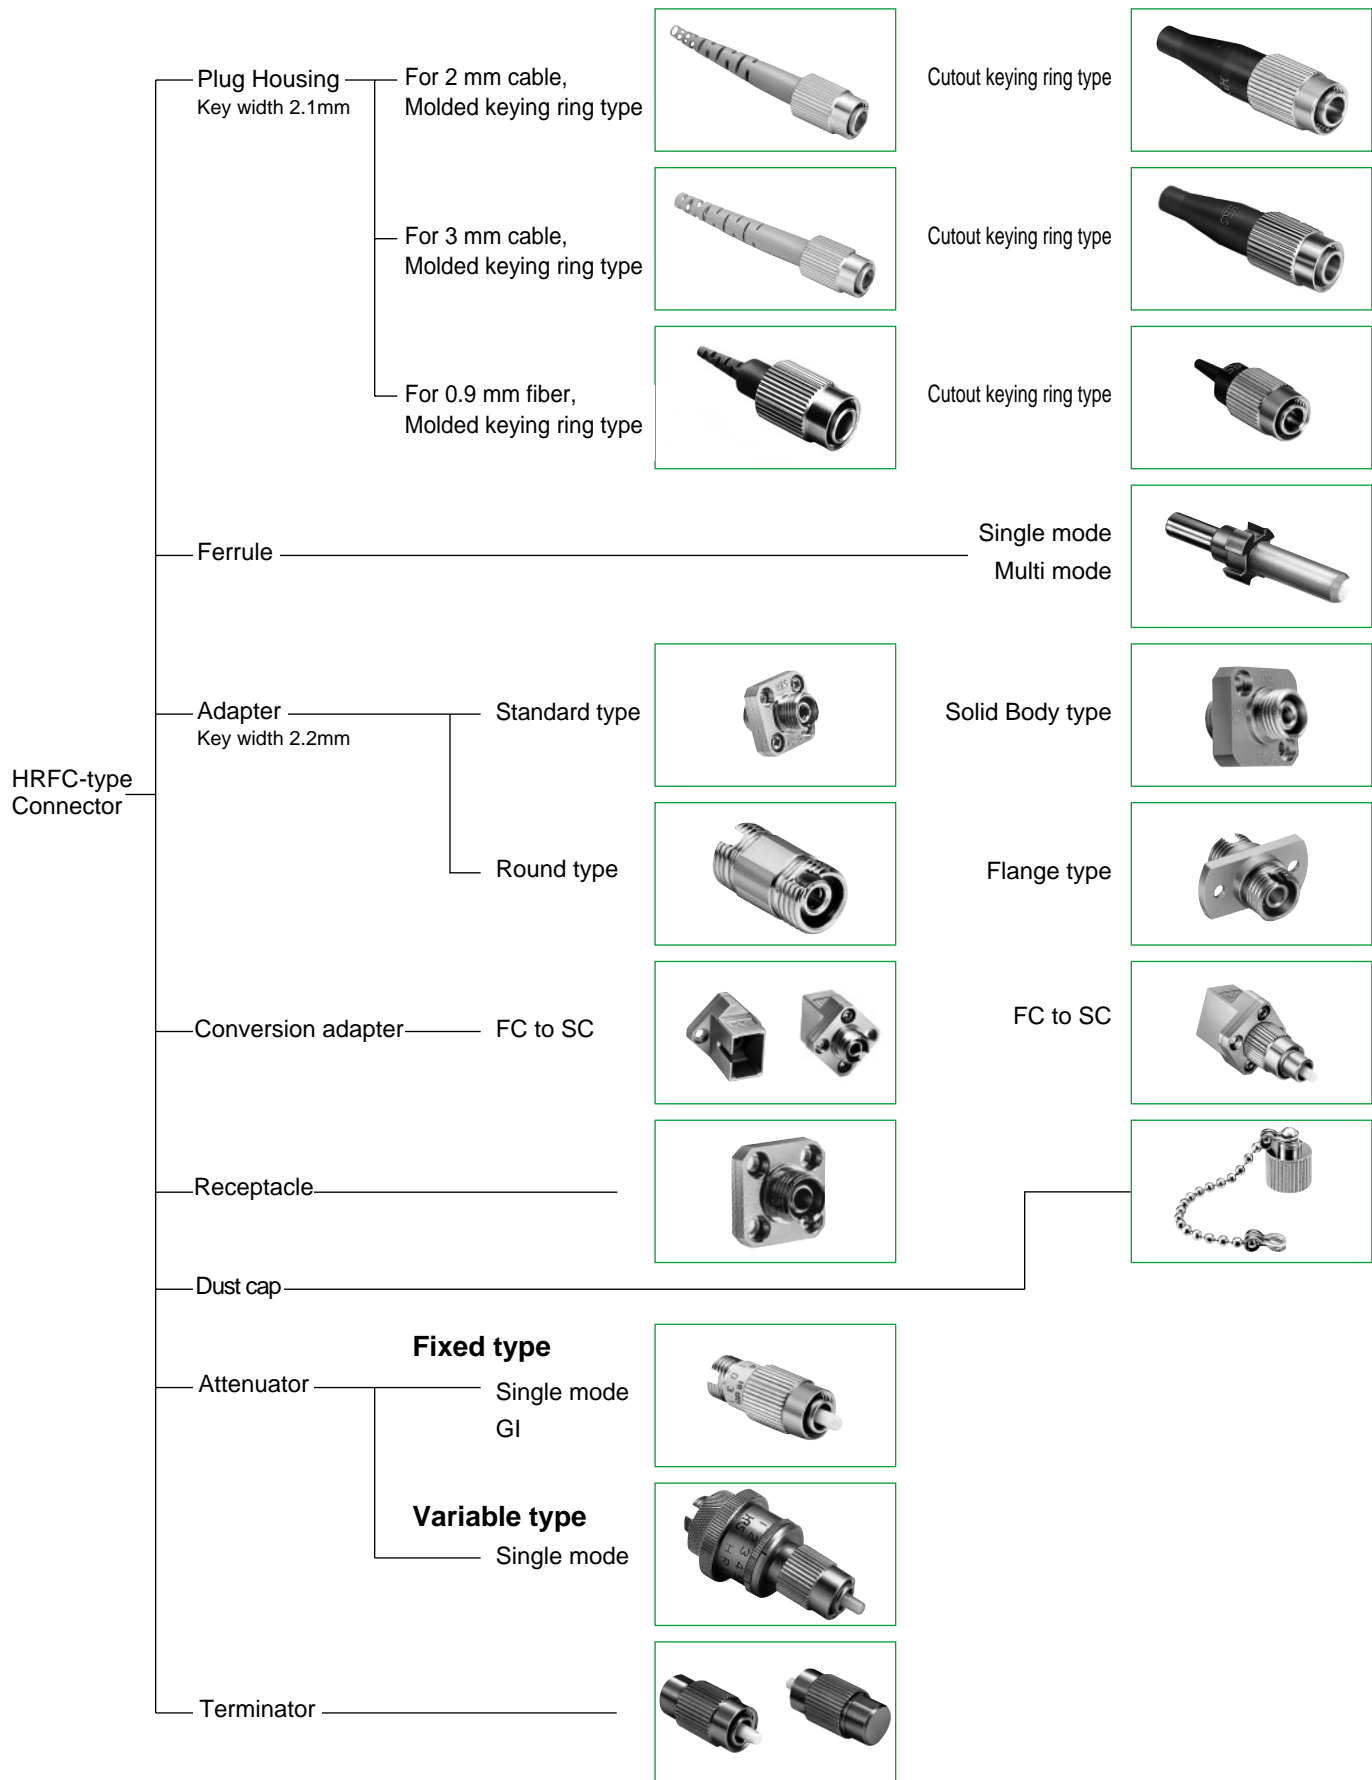 Plug Housing
Key width 2.1mm
For 2 mm cable,
Molded keying ring type
Cutout keying ring type
For 3 mm cable,
Molded keying ring type
Cutout keying ring type
For 0.9 mm fiber,
Molded keying ring type
Cutout keying ring type
Ferrule
Single mode
Multi mode
Adapter
Key width 2.2mm
Standard type
Solid Body type
HRFC-type
Connector
Round type
Flange type
Conversion adapter
FC to SC
FC to SC
Receptacle
Dust cap
Attenuator
Fixed type
Single mode
GI
Variable type
Single mode
Terminator